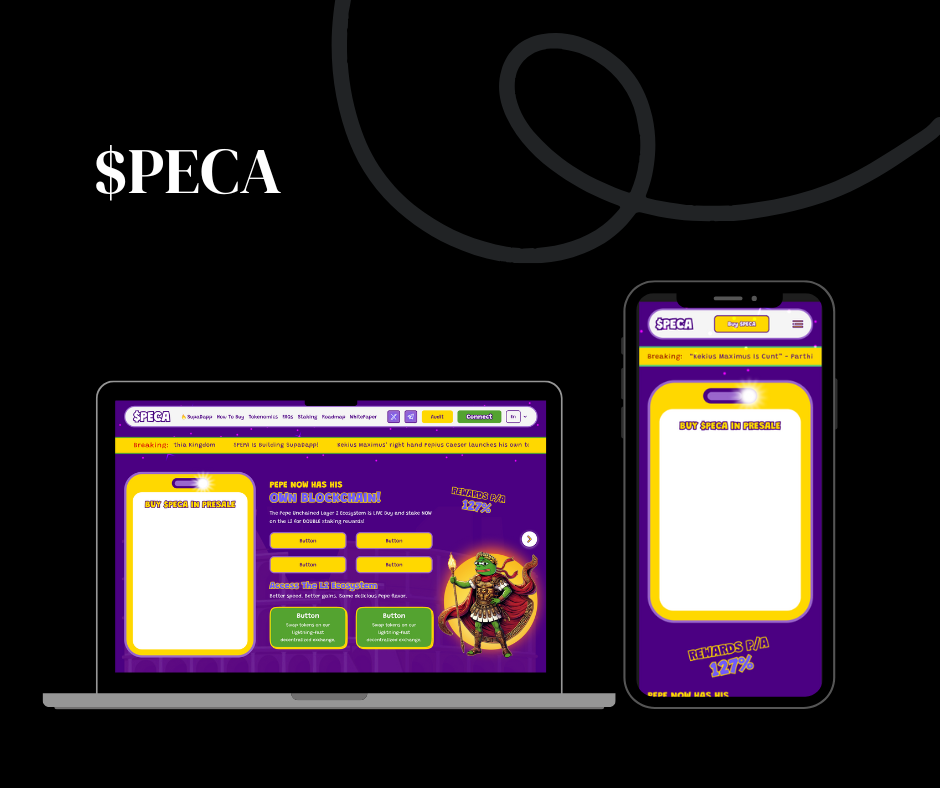 $PECA
$PECA
SupaDapp How To Buy Tokenomics FAQs Staking Roadmap WhitePaper Audit Connect En
Breaking: thia Kingdom $PEPA is Building SupaDapp! Kekius Maximus' right hand Pepius Caeser launches his own to
BUY $PECA IN PRESALE
PEPE NOW HAS HIS
OWN BLOCKCHAIN!
The Pepe Unchained Layer 2 Ecosystem is LIVE Buy and stake NOW
on the L2 for DOUBLE staking rewards!
Button Button
Button Button
Access The L2 Ecosystem
Better speed. Better gains. Same delicious Pepe flavor.
Button
Swap tokens on our
lightning-fast
decentralized exchange.
Button
Swap tokens on our
lightning-fast
decentralized exchange.
REWARDS P/A
127%
$PECA Buy $PECA
Breaking: "Kekius Maximus Is Cunt" - Parthi
BUY $PECA IN PRESALE
REWARDS P/A
127%
PEPE NOW HAS HIS